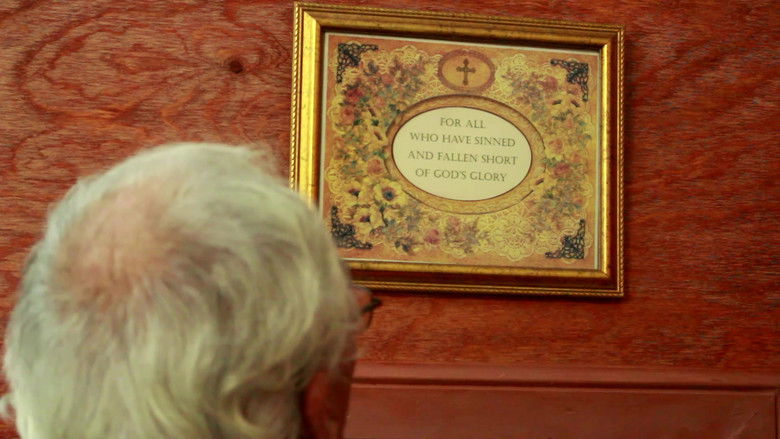 FOR ALL
WHO HAVE SINNED
AND FALLEN SHORT
OF GOD'S GLORY